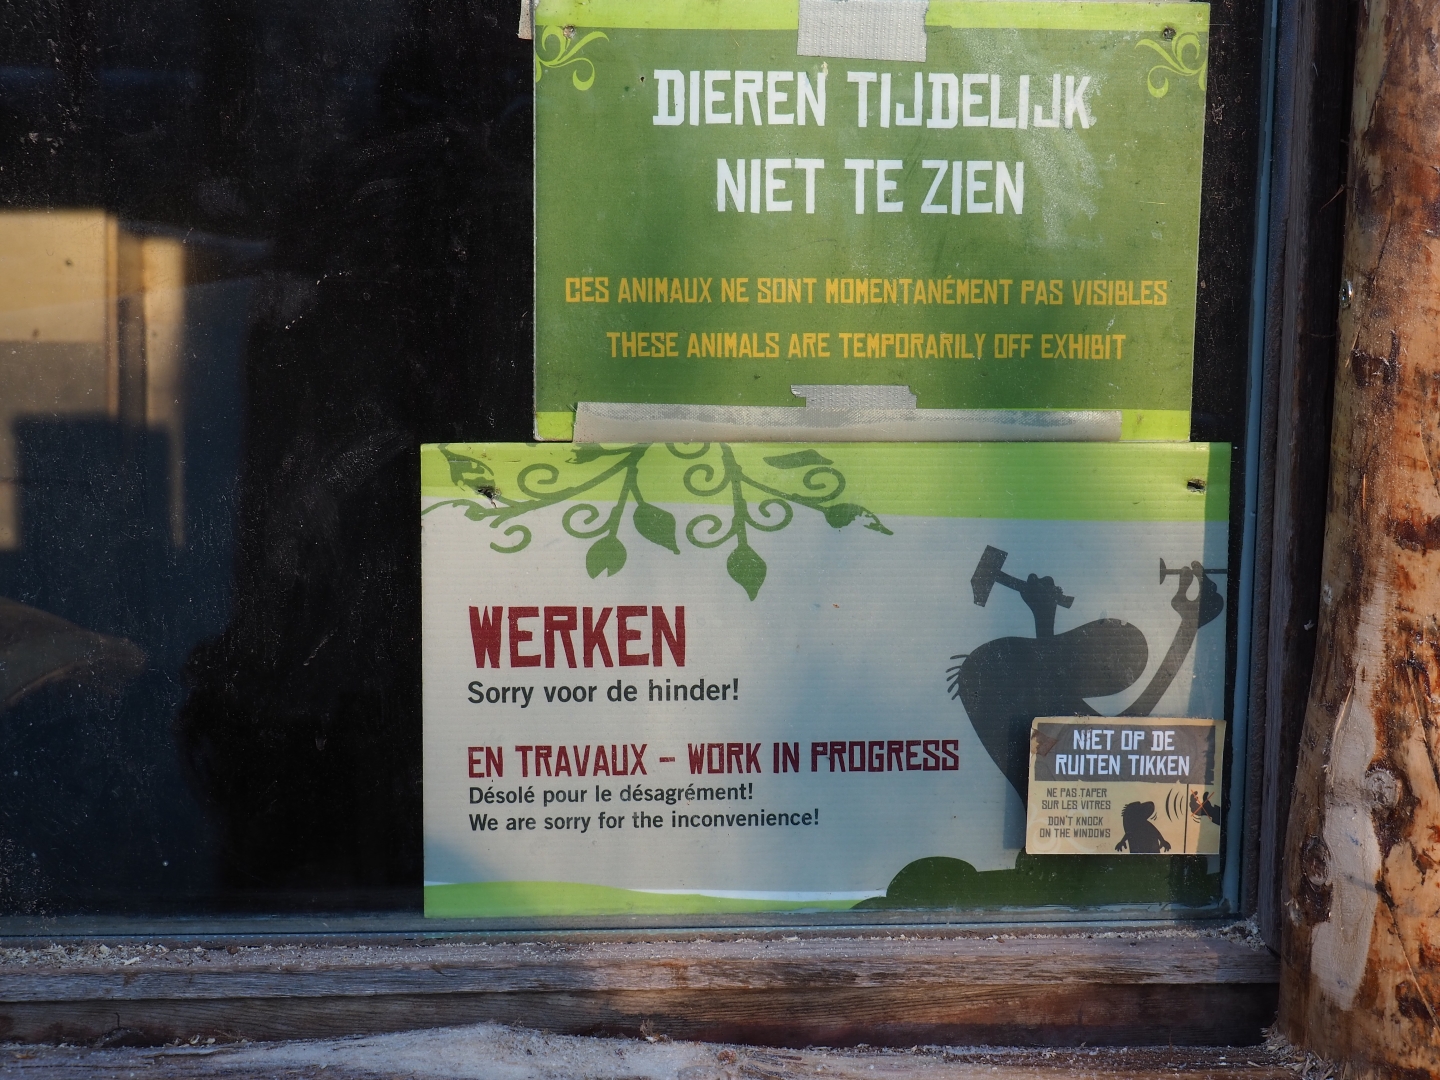 DIEREN TIJDELIJK
NIET TE ZIEN
CES ANIMAUX NE SONT MOMENTANÉMENT PAS VISIBLES
THESE ANIMALS ARE TEMPORARILY OFF EXHIBIT
WERKEN
Sorry voor de hinder!
EN TRAVAUX - WORK IN PROGRESS
Désolé pour le désagrément!
We are sorry for the inconvenience!
NIET OP DE
RUITEN TIKKEN
NE PAS TAPER
SUR LES VITRES
DON'T KNOCK
ON THE WINDOWS